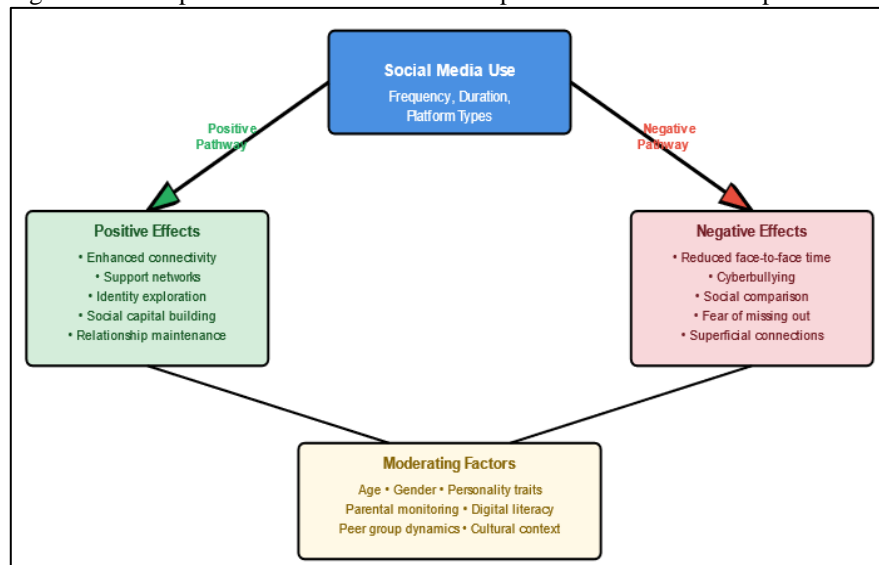 Social Media Use
Frequency, Duration,
Platform Types
Positive
Pathway
Negative
Pathway
Positive Effects
• Enhanced connectivity
• Support networks
• Identity exploration
• Social capital building
• Relationship maintenance
Negative Effects
• Reduced face-to-face time
• Cyberbullying
• Social comparison
• Fear of missing out
• Superficial connections
Moderating Factors
Age • Gender • Personality traits
Parental monitoring • Digital literacy
Peer group dynamics • Cultural context